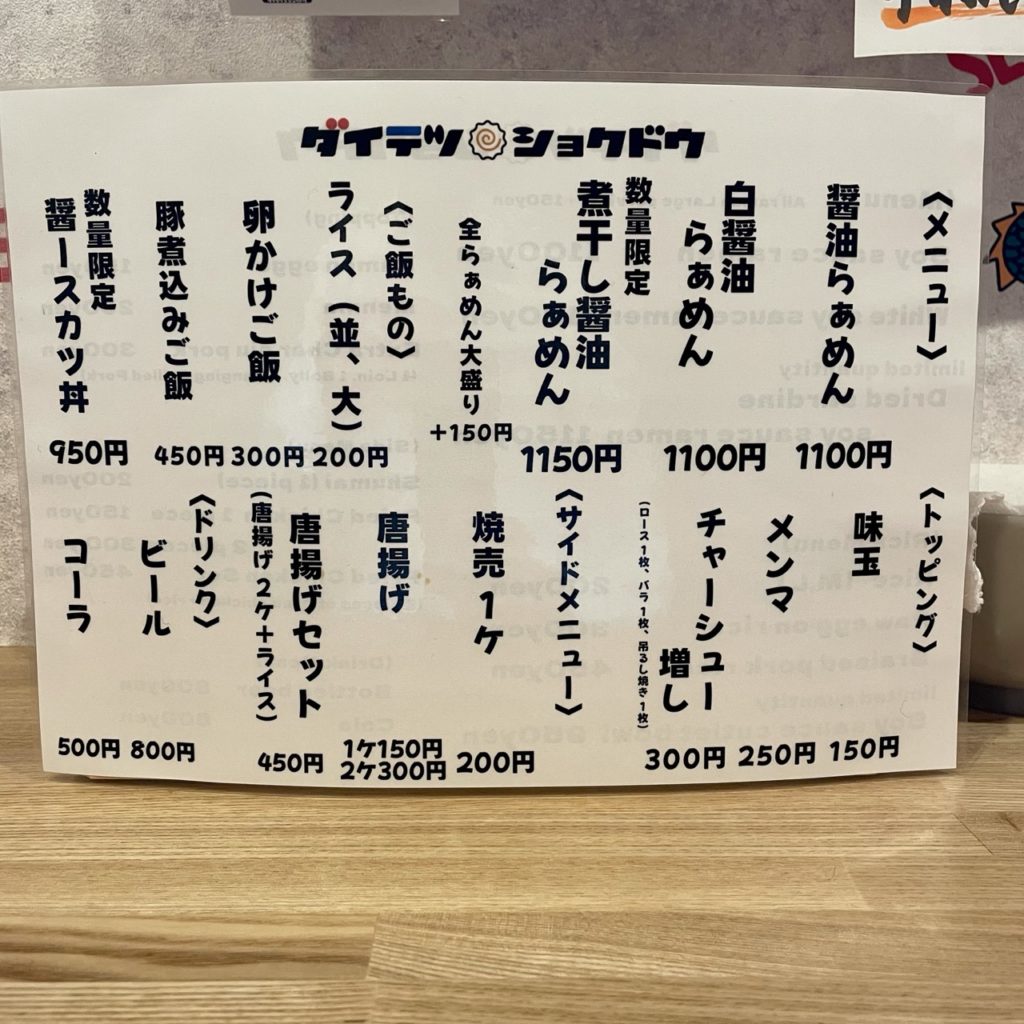 ダイテツショクドウ
〈メニュー〉
醤油らぁめん
1100円
白醤油
らぁめん
1100円
数量限定
煮干し醤油
らぁめん
1150円
全らぁめん大盛り
+150円
〈ご飯もの〉
ライス（並、大）
200円
卵かけご飯
300円
豚煮込みご飯
450円
数量限定
醤ースカツ丼
950円
〈トッピング〉
味玉
150円
メンマ
250円
チャーシュー
増し
（ロース1枚、バラ1枚、吊るし焼き1枚）
300円
〈サイドメニュー〉
焼売1ケ
200円
唐揚げ
1ケ150円
2ケ300円
唐揚げセット
（唐揚げ2ケ+ライス）
450円
〈ドリンク〉
ビール
800円
コーラ
500円